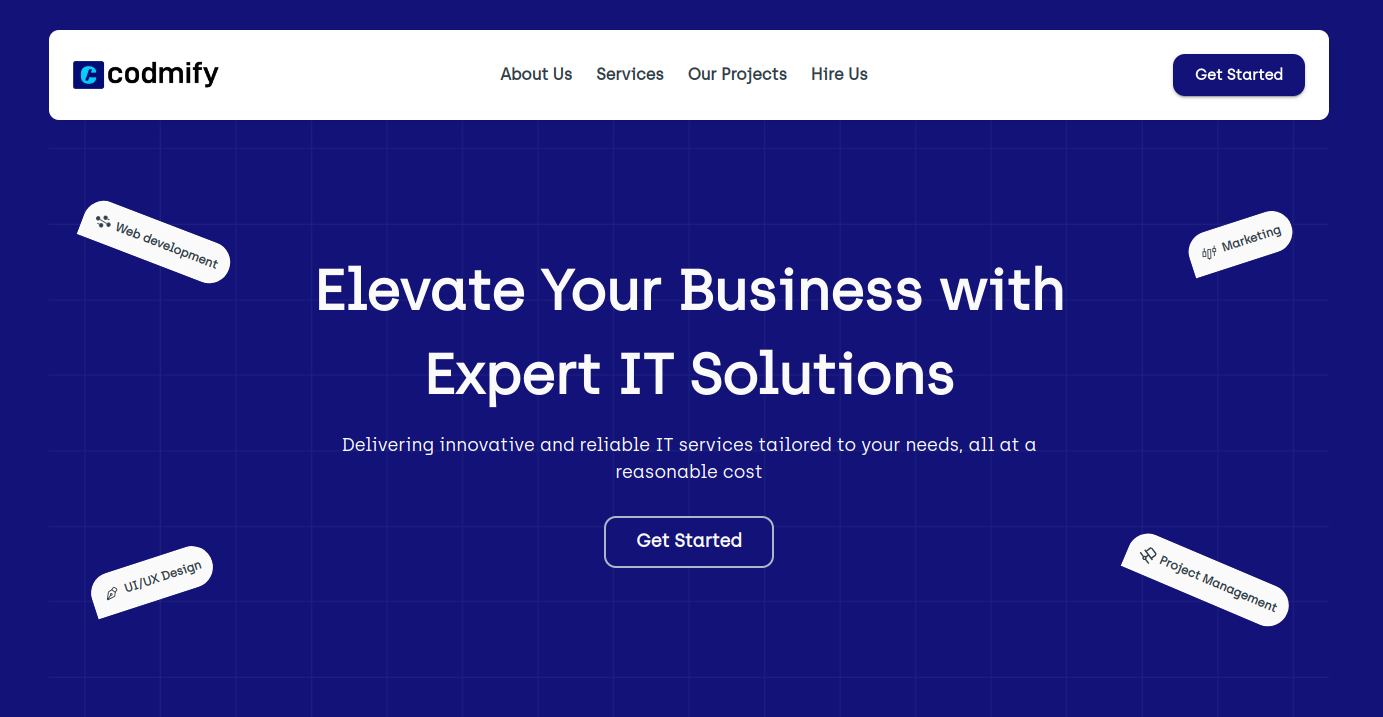 codmify
About Us
Services
Our Projects
Hire Us
Get Started
Web development
Marketing
Elevate Your Business with
Expert IT Solutions
Delivering innovative and reliable IT services tailored to your needs, all at a
reasonable cost
Get Started
UI/UX Design
Project Management